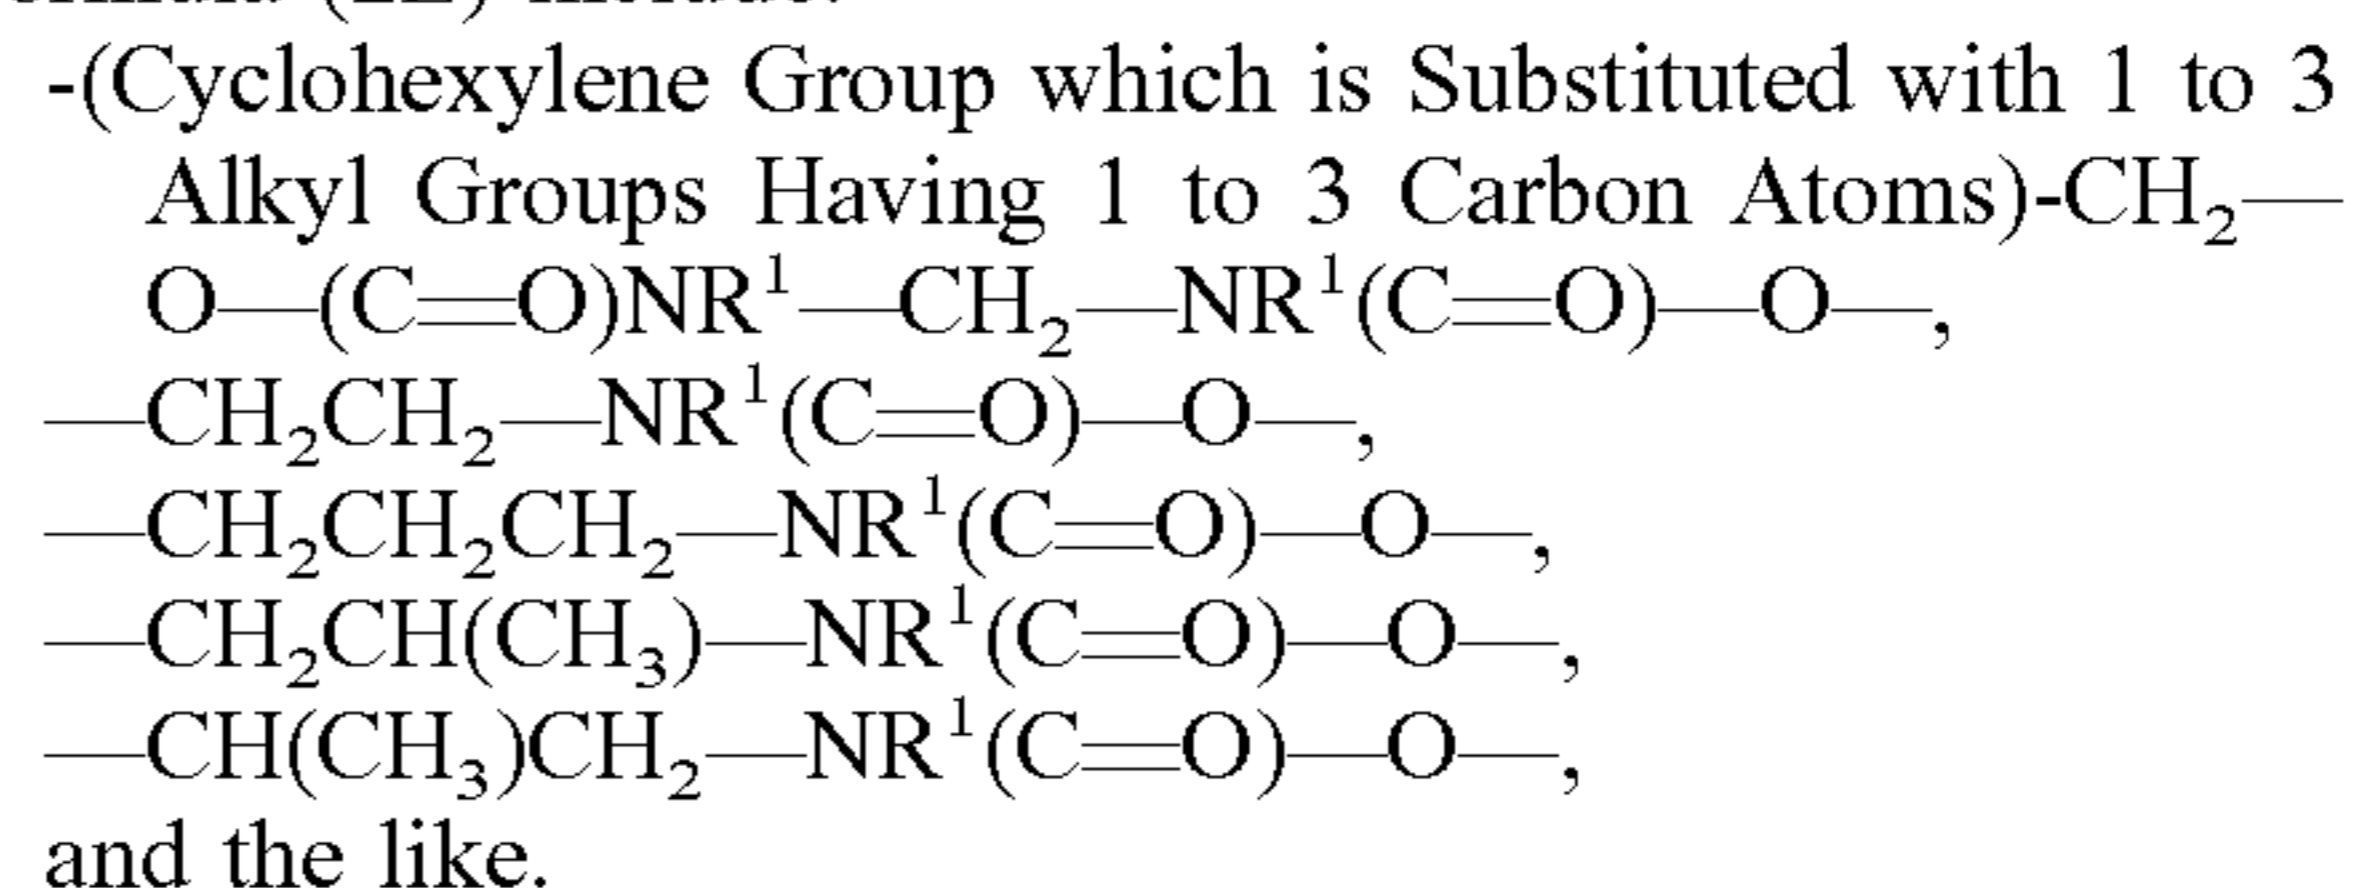 include:
-(Cyclohexylene Group which is Substituted with 1 to 3
Alkyl Groups Having 1 to 3 Carbon Atoms)-CH₂—
O—(C=O)NR¹—CH₂—NR¹(C=O)—O—,
—CH₂CH₂—NR¹(C=O)—O—,
—CH₂CH₂CH₂—NR¹(C=O)—O—,
—CH₂CH(CH₃)—NR¹(C=O)—O—,
—CH(CH₃)CH₂—NR¹(C=O)—O—,
and the like.